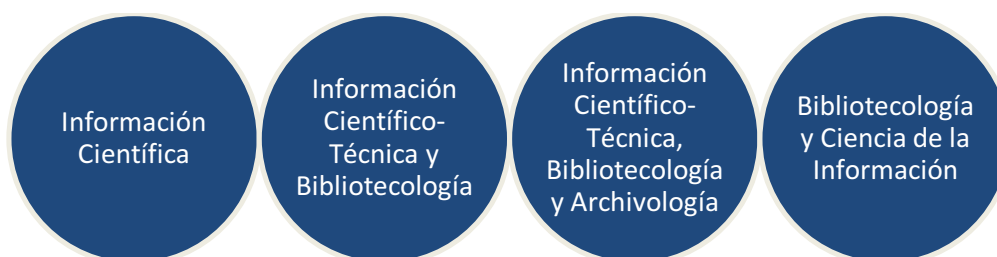 Información
Científica
Información
Científico-
Técnica y
Bibliotecología
Información
Científico-
Técnica,
Bibliotecología
y Archivología
Bibliotecología
y Ciencia de la
Información